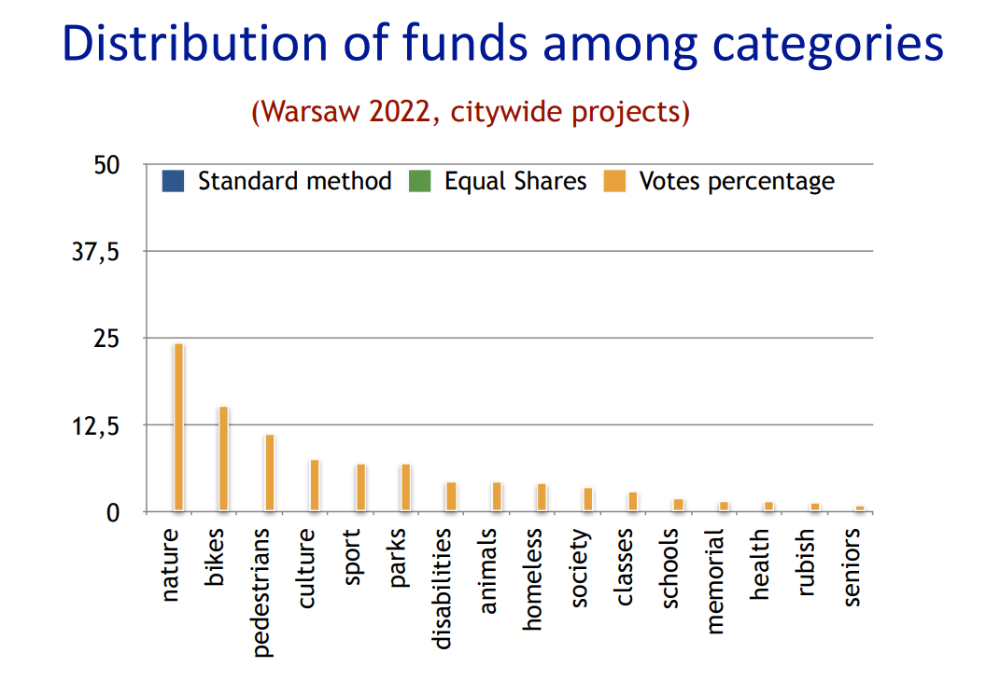 Distribution of funds among categories
(Warsaw 2022, citywide projects)
Standard method Equal Shares Votes percentage
50
37,5
25
12,5
0
nature
bikes
pedestrians
culture
sport
parks
disabilities
animals
homeless
society
classes
schools
memorial
health
rubish
seniors